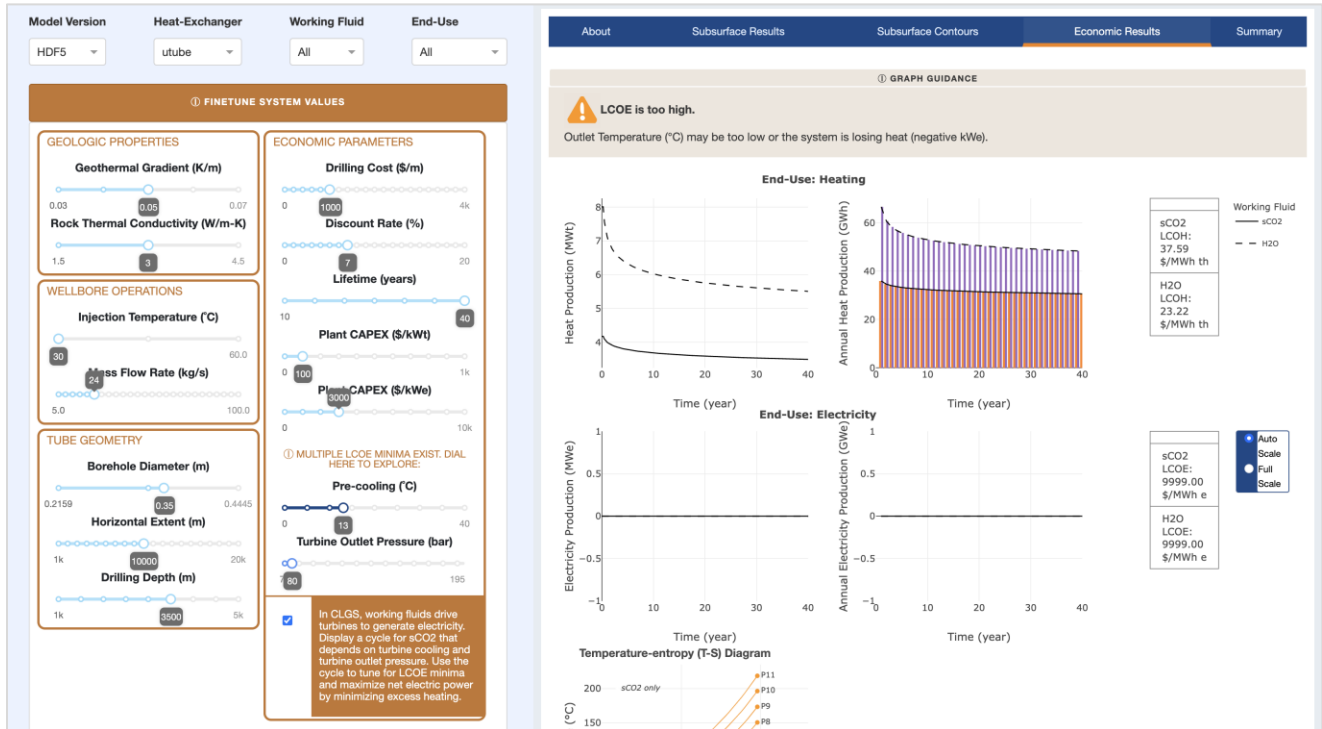 Model Version
Heat-Exchanger
Working Fluid
End-Use
HDF5
utube
All
All
ⓘ FINETUNE SYSTEM VALUES
GEOLOGIC PROPERTIES
Geothermal Gradient (K/m)
0.03
0.05
0.07
Rock Thermal Conductivity (W/m-K)
1.5
3
4.5
WELLBORE OPERATIONS
Injection Temperature (˚C)
30
60.0
Mass Flow Rate (kg/s)
24
5.0
100.0
TUBE GEOMETRY
Borehole Diameter (m)
0.2159
0.35
0.4445
Horizontal Extent (m)
1k
10000
20k
Drilling Depth (m)
1k
3500
5k
ECONOMIC PARAMETERS
Drilling Cost ($/m)
0
1000
4k
Discount Rate (%)
0
7
20
Lifetime (years)
10
40
Plant CAPEX ($/kWt)
0
100
1k
Plant CAPEX ($/kWe)
3000
0
10k
ⓘ MULTIPLE LCOE MINIMA EXIST. DIAL
HERE TO EXPLORE:
Pre-cooling (˚C)
0
13
40
Turbine Outlet Pressure (bar)
80
195
In CLGS, working fluids drive
turbines to generate electricity.
Display a cycle for sCO2 that
depends on turbine cooling and
turbine outlet pressure. Use the
cycle to tune for LCOE minima
and maximize net electric power
by minimizing excess heating.
About
Subsurface Results
Subsurface Contours
Economic Results
Summary
ⓘ GRAPH GUIDANCE
LCOE is too high.
Outlet Temperature (°C) may be too low or the system is losing heat (negative kWe).
End-Use: Heating
Heat Production (MWt)
8
7
6
5
4
0
10
20
30
40
Time (year)
Annual Heat Production (GWh)
60
40
20
0
0
10
20
30
40
Time (year)
sCO2
LCOH:
37.59
$/MWh th
H2O
LCOH:
23.22
$/MWh th
Working Fluid
sCO2
H2O
End-Use: Electricity
Electricity Production (MWe)
1
0.5
0
−0.5
−1
0
10
20
30
40
Time (year)
Annual Electricity Production (GWe)
1
0.5
0
−0.5
−1
0
10
20
30
40
Time (year)
sCO2
LCOE:
9999.00
$/MWh e
H2O
LCOE:
9999.00
$/MWh e
Auto
Scale
Full
Scale
Temperature-entropy (T-S) Diagram
200
150
(°C)
sCO2 only
P11
P10
P9
P8